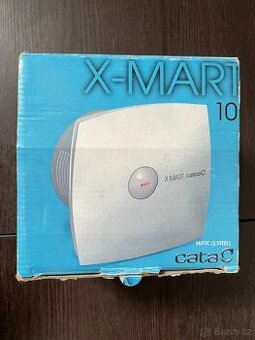 X-MART
10
X-MART cata
MATIC (S.STEEL)
cata
Bazos.cz